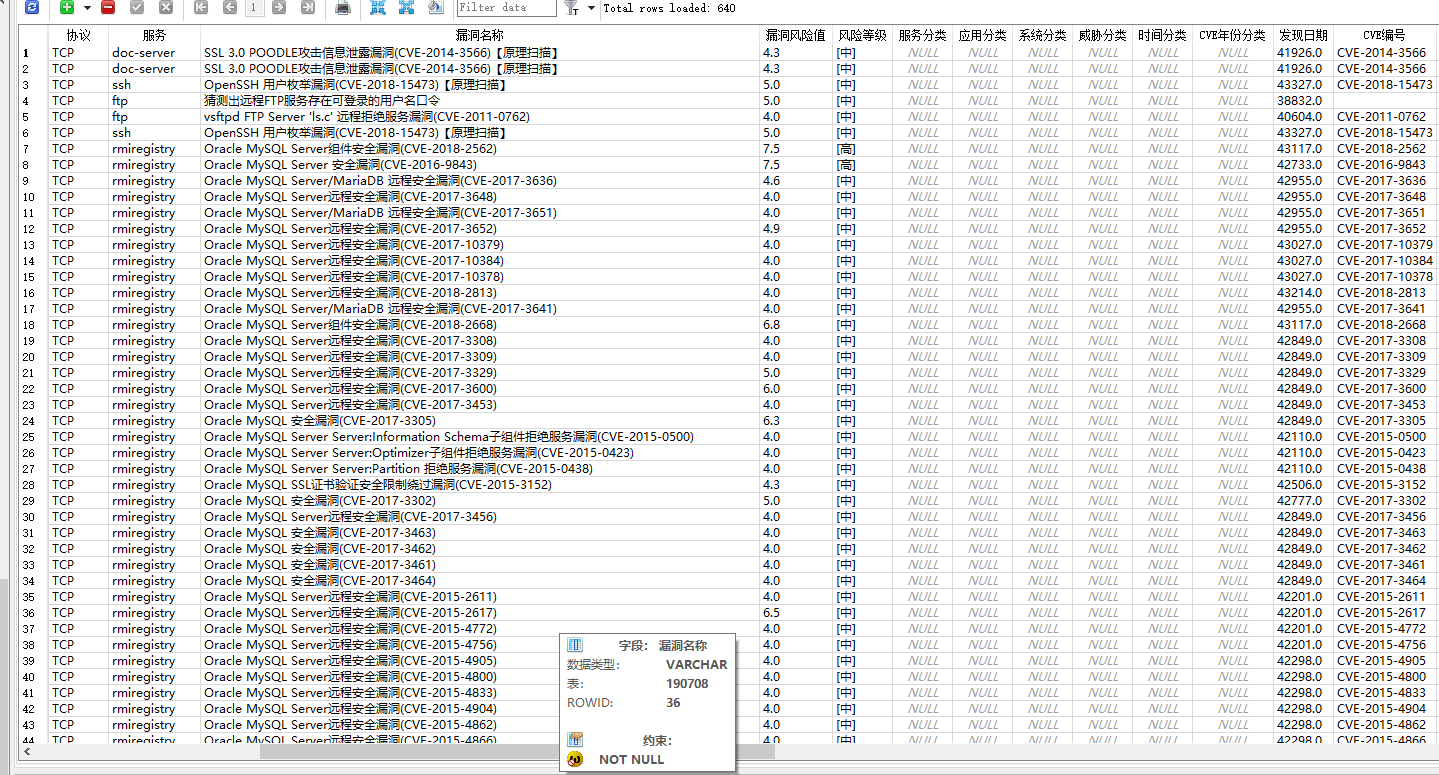 1 Filter data Total rows loaded: 640
协议 服务 漏洞名称 漏洞风险值 风险等级 服务分类 应用分类 系统分类 威胁分类 时间分类 CVE年份分类 发现日期 CVE编号
1 TCP doc-server SSL 3.0 POODLE攻击信息泄露漏洞(CVE-2014-3566)【原理扫描】 4.3 [中] NULL NULL NULL NULL NULL NULL 41926.0 CVE-2014-3566
2 TCP doc-server SSL 3.0 POODLE攻击信息泄露漏洞(CVE-2014-3566)【原理扫描】 4.3 [中] NULL NULL NULL NULL NULL NULL 41926.0 CVE-2014-3566
3 TCP ssh OpenSSH 用户枚举漏洞(CVE-2018-15473)【原理扫描】 5.0 [中] NULL NULL NULL NULL NULL NULL 43327.0 CVE-2018-15473
4 TCP ftp 猜测出远程FTP服务存在可登录的用户名口令 5.0 [中] NULL NULL NULL NULL NULL NULL 38832.0
5 TCP ftp vsftpd FTP Server 'ls.c' 远程拒绝服务漏洞(CVE-2011-0762) 4.0 [中] NULL NULL NULL NULL NULL NULL 40604.0 CVE-2011-0762
6 TCP ssh OpenSSH 用户枚举漏洞(CVE-2018-15473)【原理扫描】 5.0 [中] NULL NULL NULL NULL NULL NULL 43327.0 CVE-2018-15473
7 TCP rmiregistry Oracle MySQL Server组件安全漏洞(CVE-2018-2562) 7.5 [高] NULL NULL NULL NULL NULL NULL 43117.0 CVE-2018-2562
8 TCP rmiregistry Oracle MySQL Server 安全漏洞(CVE-2016-9843) 7.5 [高] NULL NULL NULL NULL NULL NULL 42733.0 CVE-2016-9843
9 TCP rmiregistry Oracle MySQL Server/MariaDB 远程安全漏洞(CVE-2017-3636) 4.6 [中] NULL NULL NULL NULL NULL NULL 42955.0 CVE-2017-3636
10 TCP rmiregistry Oracle MySQL Server远程安全漏洞(CVE-2017-3648) 4.0 [中] NULL NULL NULL NULL NULL NULL 42955.0 CVE-2017-3648
11 TCP rmiregistry Oracle MySQL Server/MariaDB 远程安全漏洞(CVE-2017-3651) 4.0 [中] NULL NULL NULL NULL NULL NULL 42955.0 CVE-2017-3651
12 TCP rmiregistry Oracle MySQL Server远程安全漏洞(CVE-2017-3652) 4.9 [中] NULL NULL NULL NULL NULL NULL 42955.0 CVE-2017-3652
13 TCP rmiregistry Oracle MySQL Server远程安全漏洞(CVE-2017-10379) 4.0 [中] NULL NULL NULL NULL NULL NULL 43027.0 CVE-2017-10379
14 TCP rmiregistry Oracle MySQL Server远程安全漏洞(CVE-2017-10384) 4.0 [中] NULL NULL NULL NULL NULL NULL 43027.0 CVE-2017-10384
15 TCP rmiregistry Oracle MySQL Server远程安全漏洞(CVE-2017-10378) 4.0 [中] NULL NULL NULL NULL NULL NULL 43027.0 CVE-2017-10378
16 TCP rmiregistry Oracle MySQL Server远程安全漏洞(CVE-2018-2813) 4.0 [中] NULL NULL NULL NULL NULL NULL 43214.0 CVE-2018-2813
17 TCP rmiregistry Oracle MySQL Server/MariaDB 远程安全漏洞(CVE-2017-3641) 4.0 [中] NULL NULL NULL NULL NULL NULL 42955.0 CVE-2017-3641
18 TCP rmiregistry Oracle MySQL Server组件安全漏洞(CVE-2018-2668) 6.8 [中] NULL NULL NULL NULL NULL NULL 43117.0 CVE-2018-2668
19 TCP rmiregistry Oracle MySQL Server远程安全漏洞(CVE-2017-3308) 4.0 [中] NULL NULL NULL NULL NULL NULL 42849.0 CVE-2017-3308
20 TCP rmiregistry Oracle MySQL Server远程安全漏洞(CVE-2017-3309) 4.0 [中] NULL NULL NULL NULL NULL NULL 42849.0 CVE-2017-3309
21 TCP rmiregistry Oracle MySQL Server远程安全漏洞(CVE-2017-3329) 5.0 [中] NULL NULL NULL NULL NULL NULL 42849.0 CVE-2017-3329
22 TCP rmiregistry Oracle MySQL Server远程安全漏洞(CVE-2017-3600) 6.0 [中] NULL NULL NULL NULL NULL NULL 42849.0 CVE-2017-3600
23 TCP rmiregistry Oracle MySQL Server远程安全漏洞(CVE-2017-3453) 4.0 [中] NULL NULL NULL NULL NULL NULL 42849.0 CVE-2017-3453
24 TCP rmiregistry Oracle MySQL 安全漏洞(CVE-2017-3305) 6.3 [中] NULL NULL NULL NULL NULL NULL 42849.0 CVE-2017-3305
25 TCP rmiregistry Oracle MySQL Server Server:Information Schema子组件拒绝服务漏洞(CVE-2015-0500) 4.0 [中] NULL NULL NULL NULL NULL NULL 42110.0 CVE-2015-0500
26 TCP rmiregistry Oracle MySQL Server Server:Optimizer子组件拒绝服务漏洞(CVE-2015-0423) 4.0 [中] NULL NULL NULL NULL NULL NULL 42110.0 CVE-2015-0423
27 TCP rmiregistry Oracle MySQL Server Server:Partition 拒绝服务漏洞(CVE-2015-0438) 4.0 [中] NULL NULL NULL NULL NULL NULL 42110.0 CVE-2015-0438
28 TCP rmiregistry Oracle MySQL SSL证书验证安全限制绕过漏洞(CVE-2015-3152) 4.3 [中] NULL NULL NULL NULL NULL NULL 42506.0 CVE-2015-3152
29 TCP rmiregistry Oracle MySQL 安全漏洞(CVE-2017-3302) 5.0 [中] NULL NULL NULL NULL NULL NULL 42777.0 CVE-2017-3302
30 TCP rmiregistry Oracle MySQL Server远程安全漏洞(CVE-2017-3456) 4.0 [中] NULL NULL NULL NULL NULL NULL 42849.0 CVE-2017-3456
31 TCP rmiregistry Oracle MySQL 安全漏洞(CVE-2017-3463) 4.0 [中] NULL NULL NULL NULL NULL NULL 42849.0 CVE-2017-3463
32 TCP rmiregistry Oracle MySQL 安全漏洞(CVE-2017-3462) 4.0 [中] NULL NULL NULL NULL NULL NULL 42849.0 CVE-2017-3462
33 TCP rmiregistry Oracle MySQL 安全漏洞(CVE-2017-3461) 4.0 [中] NULL NULL NULL NULL NULL NULL 42849.0 CVE-2017-3461
34 TCP rmiregistry Oracle MySQL 安全漏洞(CVE-2017-3464) 4.0 [中] NULL NULL NULL NULL NULL NULL 42849.0 CVE-2017-3464
35 TCP rmiregistry Oracle MySQL Server远程安全漏洞(CVE-2015-2611) 4.0 [中] NULL NULL NULL NULL NULL NULL 42201.0 CVE-2015-2611
36 TCP rmiregistry Oracle MySQL Server远程安全漏洞(CVE-2015-2617) 6.5 [中] NULL NULL NULL NULL NULL NULL 42201.0 CVE-2015-2617
37 TCP rmiregistry Oracle MySQL Server远程安全漏洞(CVE-2015-4772) 4.0 [中] NULL NULL NULL NULL NULL NULL 42201.0 CVE-2015-4772
38 TCP rmiregistry Oracle MySQL Server远程安全漏洞(CVE-2015-4756) 4.0 [中] NULL NULL NULL NULL NULL NULL 42201.0 CVE-2015-4756
39 TCP rmiregistry Oracle MySQL Server远程安全漏洞(CVE-2015-4905) 4.0 [中] NULL NULL NULL NULL NULL NULL 42298.0 CVE-2015-4905
40 TCP rmiregistry Oracle MySQL Server远程安全漏洞(CVE-2015-4800) 4.0 [中] NULL NULL NULL NULL NULL NULL 42298.0 CVE-2015-4800
41 TCP rmiregistry Oracle MySQL Server远程安全漏洞(CVE-2015-4833) 4.0 [中] NULL NULL NULL NULL NULL NULL 42298.0 CVE-2015-4833
42 TCP rmiregistry Oracle MySQL Server远程安全漏洞(CVE-2015-4904) 4.0 [中] NULL NULL NULL NULL NULL NULL 42298.0 CVE-2015-4904
43 TCP rmiregistry Oracle MySQL Server远程安全漏洞(CVE-2015-4862) 4.0 [中] NULL NULL NULL NULL NULL NULL 42298.0 CVE-2015-4862
44 TCP rmiregistry Oracle MySQL Server远程安全漏洞(CVE-2015-4866) 4.0 [中] NULL NULL NULL NULL NULL NULL 42298.0 CVE-2015-4866
字段: 漏洞名称
数据类型: VARCHAR
表: 190708
ROWID: 36
约束:
NOT NULL